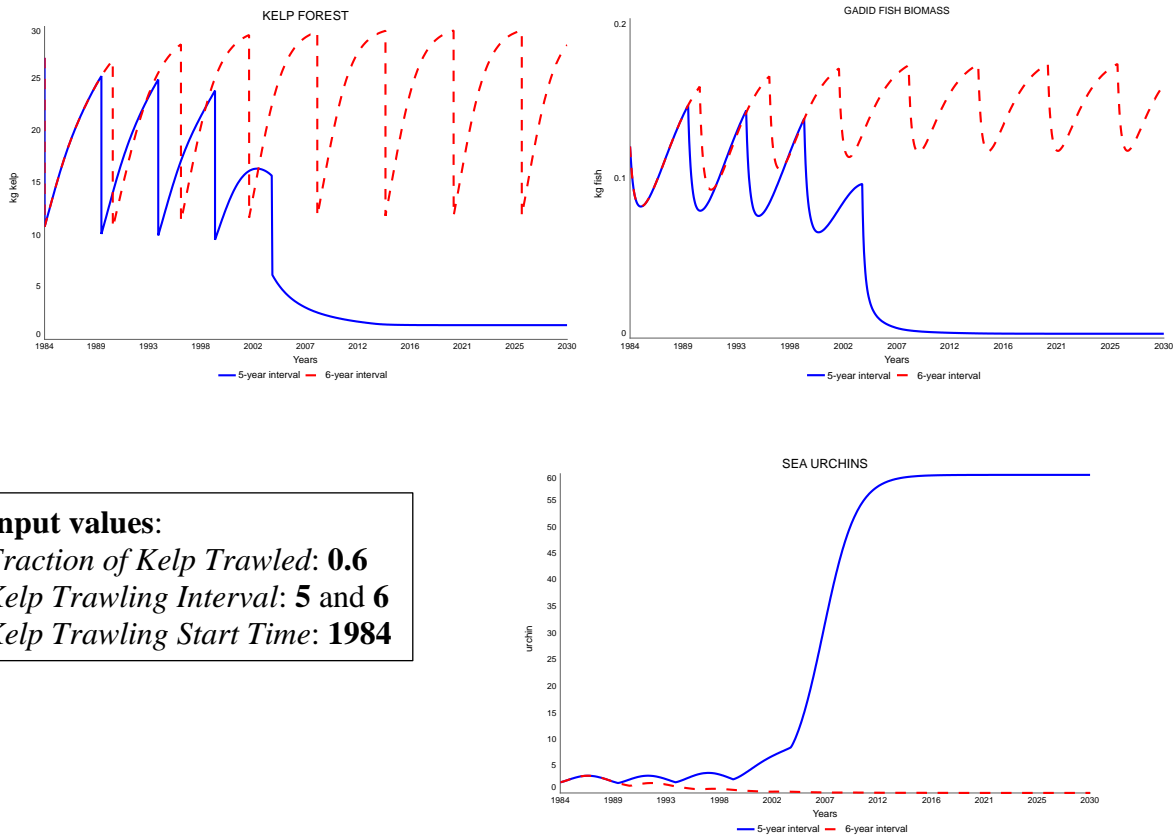 KELP FOREST
30
25
20
15
10
5
0
kg kelp
1984 1989 1993 1998 2002 2007 2012 2016 2021 2026 2030
Years
5-year interval 6-year interval
GADID FISH BIOMASS
0.2
0.1
0
kg fish
1984 1989 1993 1998 2002 2007 2012 2016 2021 2026 2030
Years
5-year interval 6-year interval
nput values:
Fraction of Kelp Trawled: 0.6
Kelp Trawling Interval: 5 and 6
Kelp Trawling Start Time: 1984
SEA URCHINS
60
55
50
45
40
35
30
25
20
15
10
5
0
urchin
1984 1989 1993 1998 2002 2007 2012 2016 2021 2026 2030
Years
5-year interval 6-year interval